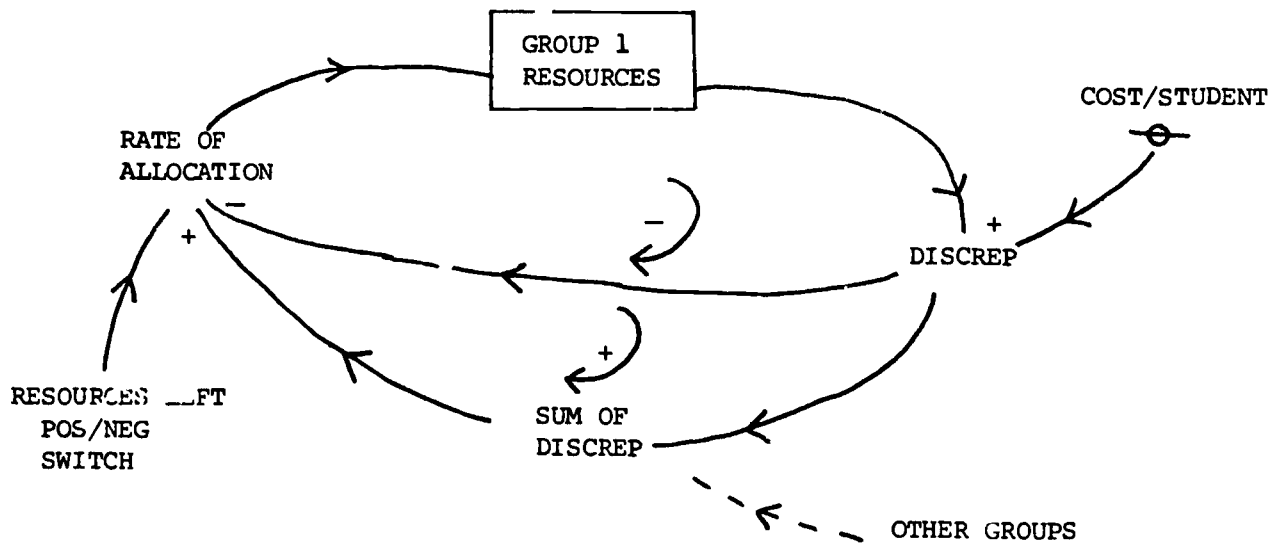 GROUP 1
RESOURCES
COST/STUDENT
RATE OF
ALLOCATION
−
+
−
+
DISCREP
+
RESOURCES
POS/NEG
SWITCH
SUM OF
DISCREP
OTHER GROUPS